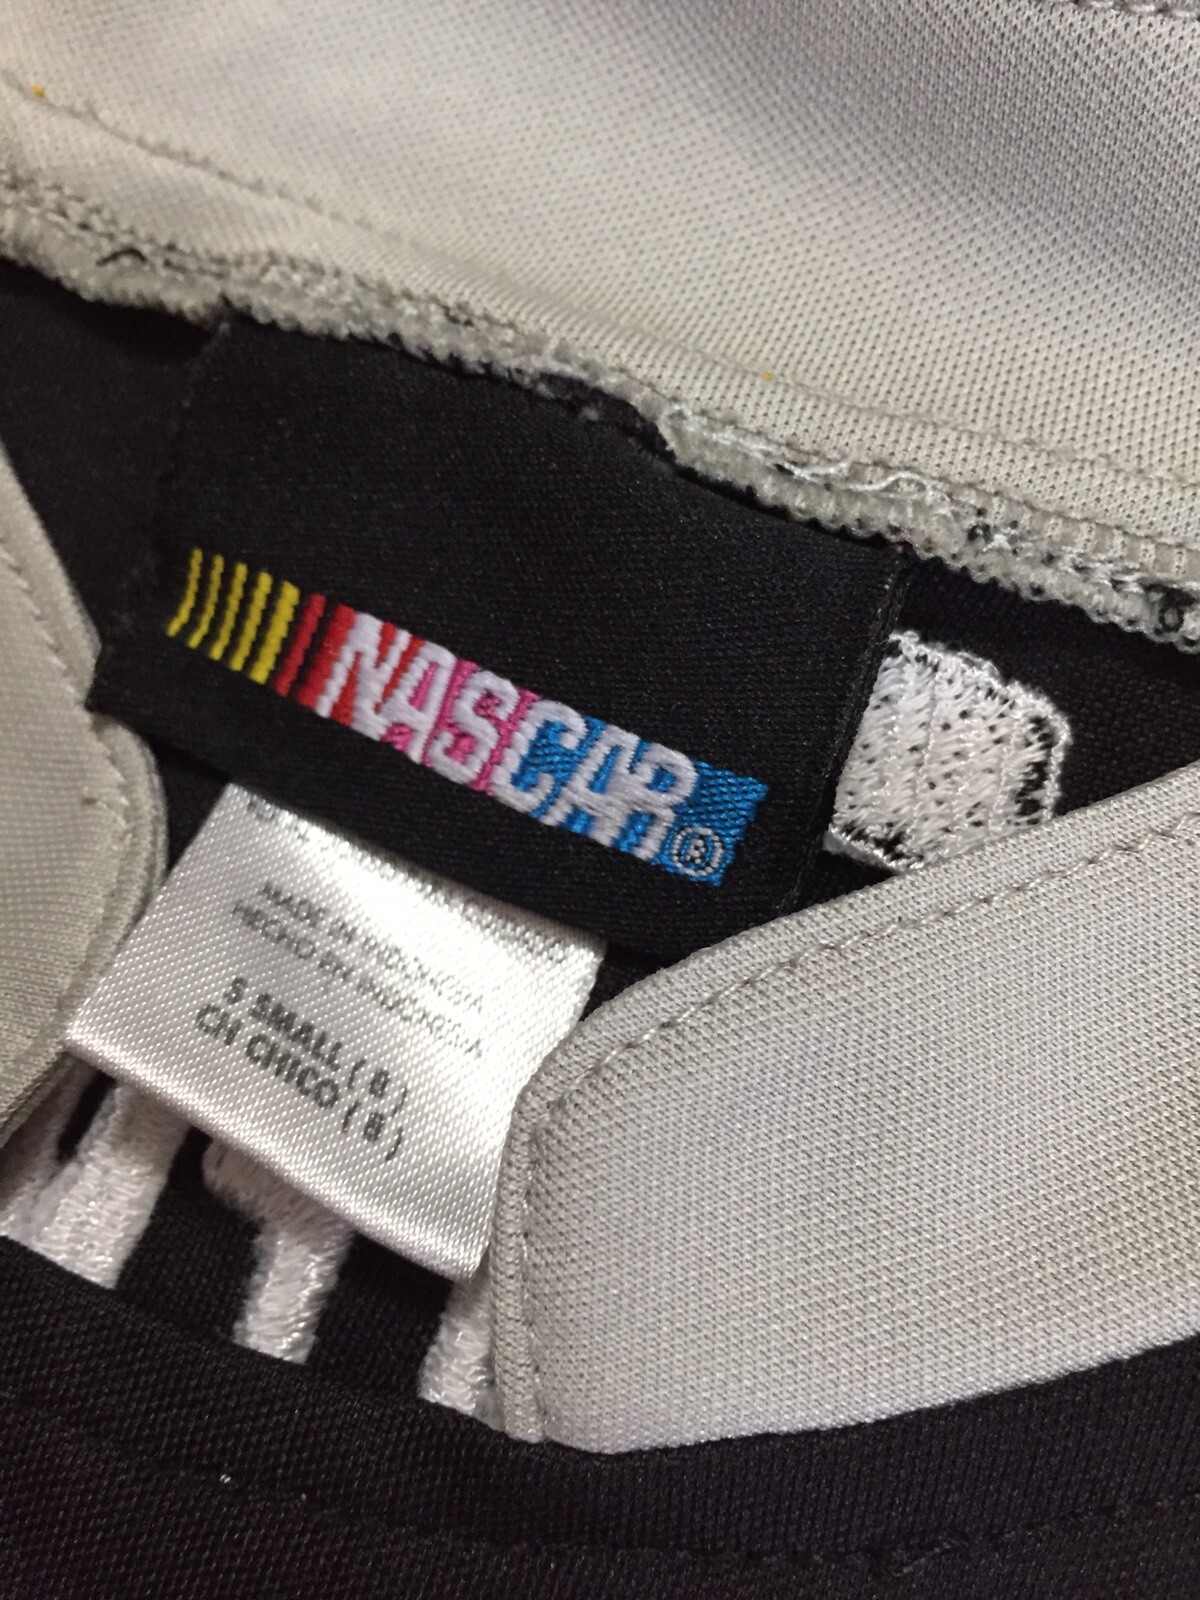 NASCAR®
MADE IN INDONESIA
HECHO EN INDONESIA
S SMALL ( 8 )
CH CHICO ( 8 )